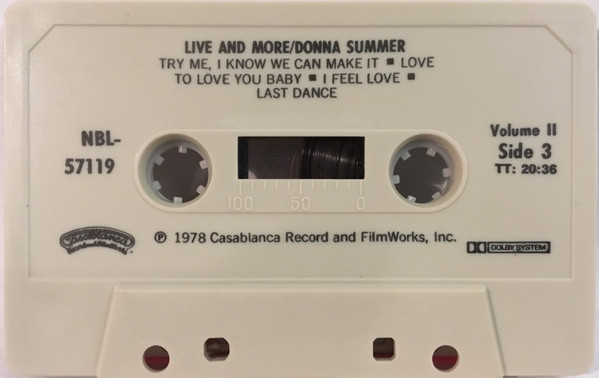 LIVE AND MORE/DONNA SUMMER
TRY ME, I KNOW WE CAN MAKE IT ■ LOVE
TO LOVE YOU BABY ■ I FEEL LOVE ■
LAST DANCE
NBL-
57119
Volume II
Side 3
TT: 20:36
100 50 0
Casablanca
℗ 1978 Casablanca Record and FilmWorks, Inc.
DOLBY SYSTEM